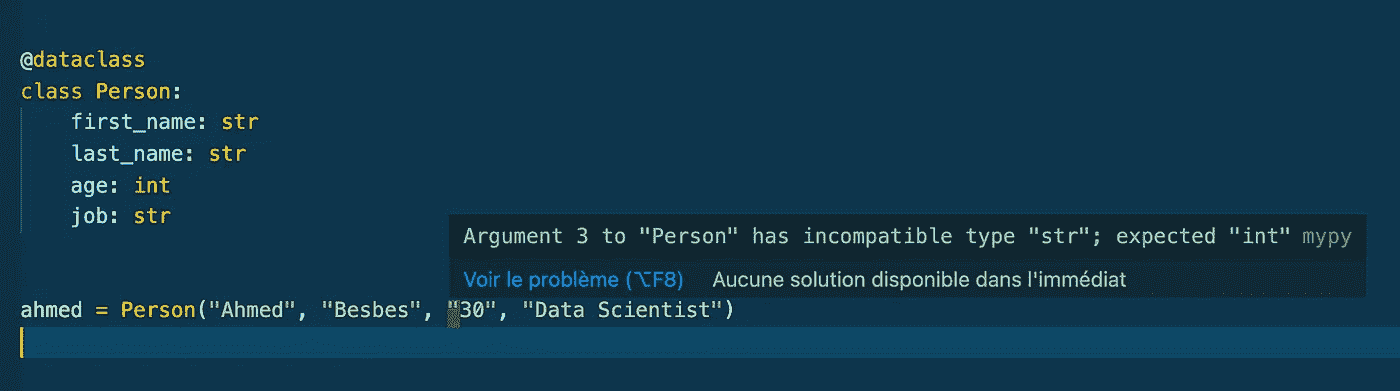 @dataclass
class Person:
    first_name: str
    last_name: str
    age: int
    job: str
Argument 3 to "Person" has incompatible type "str"; expected "int" mypy
Voir le problème (⌥F8) Aucune solution disponible dans l'immédiat
ahmed = Person("Ahmed", "Besbes", "30", "Data Scientist")